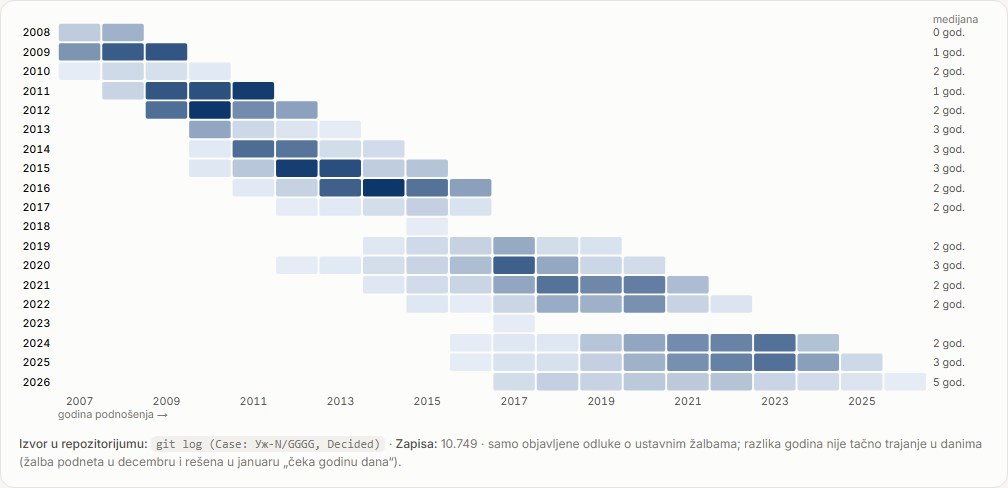 medijana
2008 0 god.
2009 1 god.
2010 2 god.
2011 1 god.
2012 2 god.
2013 3 god.
2014 3 god.
2015 3 god.
2016 2 god.
2017 2 god.
2018
2019 2 god.
2020 3 god.
2021 2 god.
2022 2 god.
2023
2024 2 god.
2025 3 god.
2026 5 god.
2007 2009 2011 2013 2015 2017 2019 2021 2023 2025
godina podnošenja →
Izvor u repozitorijumu: git log (Case: Уж-N/GGGG, Decided) · Zapisa: 10.749 · samo objavljene odluke o ustavnim žalbama; razlika godina nije tačno trajanje u danima
(žalba podneta u decembru i rešena u januaru „čeka godinu dana“).